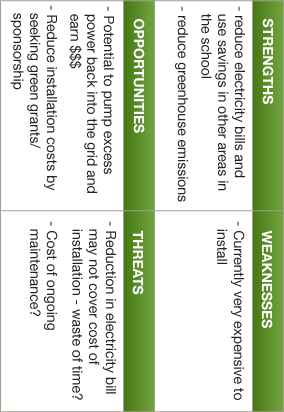 STRENGTHS
- reduce electricity bills and
use savings in other areas in
the school
- reduce greenhouse emissions
WEAKNESSES
- Currently very expensive to
install
OPPORTUNITIES
- Potential to pump excess
power back into the grid and
earn $$$
- Reduce installation costs by
seeking green grants/
sponsorship
THREATS
- Reduction in electricity bill
may not cover cost of
installation - waste of time?
- Cost of ongoing
maintenance?